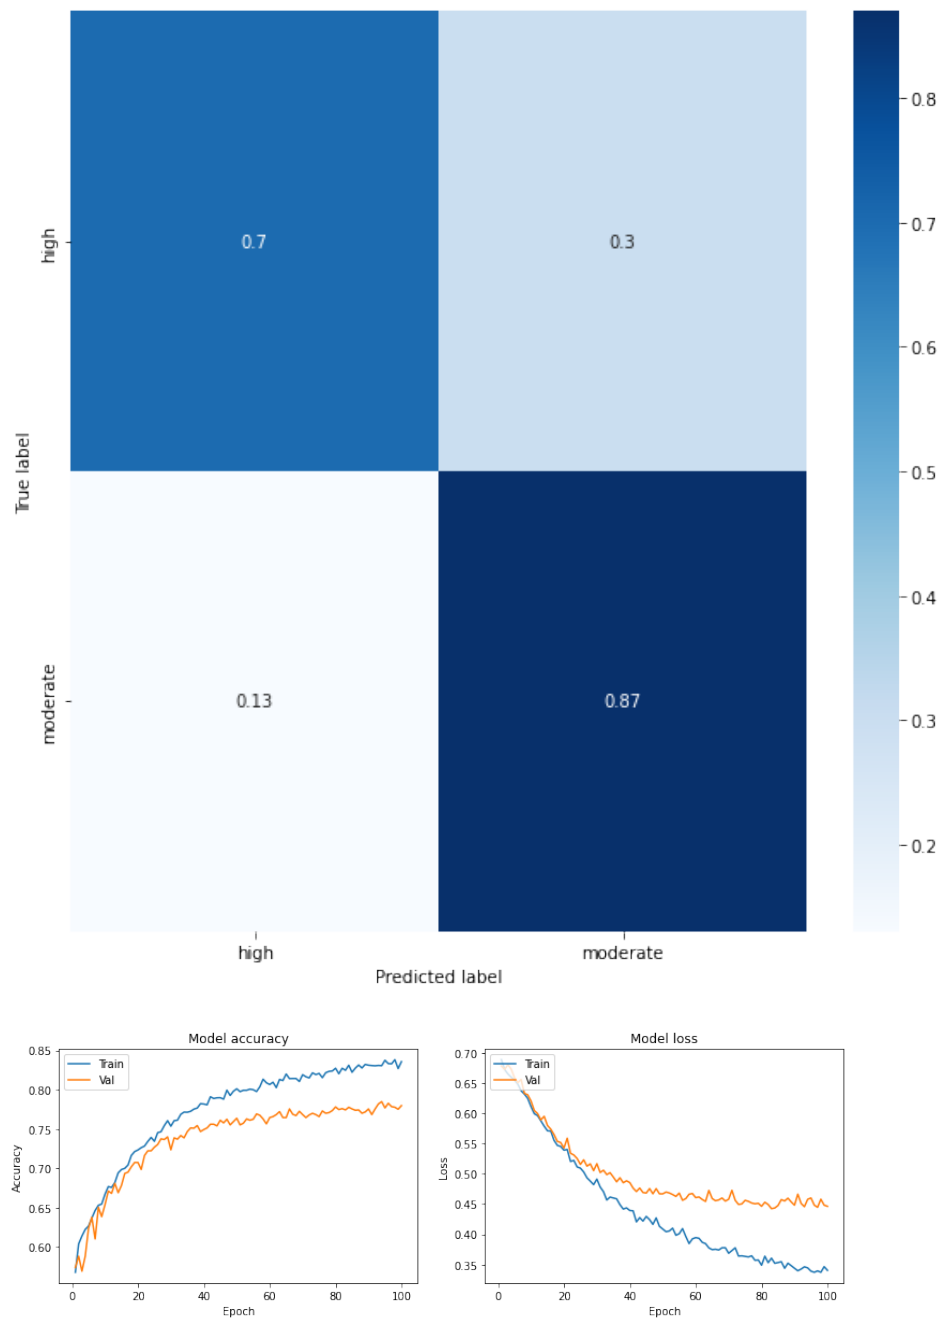 high
0.7
0.3
True label
moderate
0.13
0.87
high
moderate
Predicted label
0.8
0.7
0.6
0.5
0.4
0.3
0.2
Model accuracy
Train
Val
0.85
0.80
0.75
0.70
0.65
0.60
Accuracy
0
20
40
60
80
100
Epoch
Model loss
Train
Val
0.70
0.65
0.60
0.55
0.50
0.45
0.40
0.35
Loss
0
20
40
60
80
100
Epoch